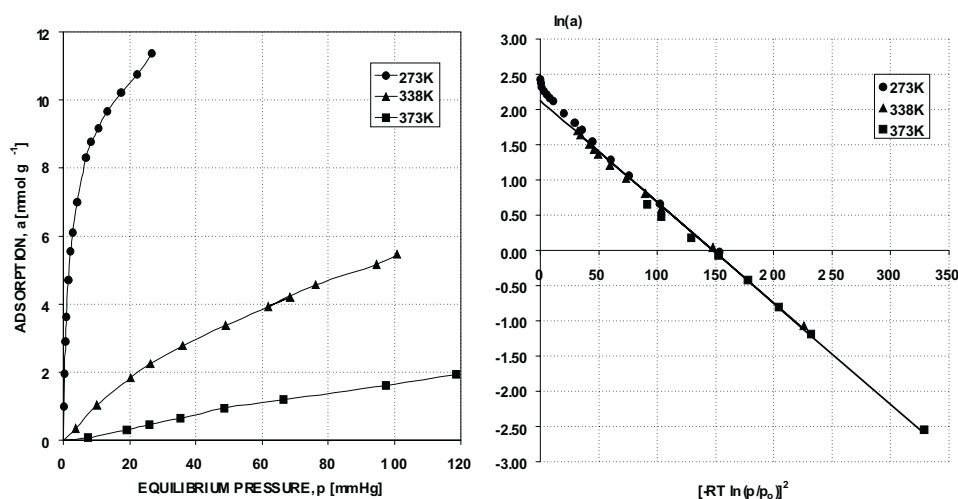 12
10
8
6
4
2
0
ADSORPTION, a [mmol g -1]
273K
338K
373K
0 20 40 60 80 100 120
EQUILIBRIUM PRESSURE, p [mmHg]
ln(a)
3.00
2.50
2.00
1.50
1.00
0.50
0.00
-0.50
-1.00
-1.50
-2.00
-2.50
-3.00
0 50 100 150 200 250 300 350
273K
338K
373K
[-RT ln(p/po)]2